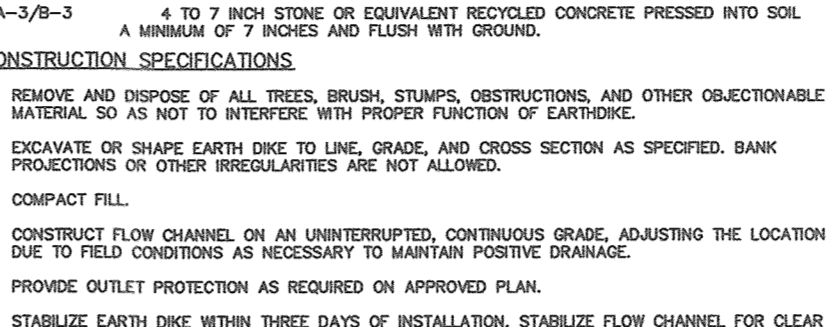 A-3/B-3 4 TO 7 INCH STONE OR EQUIVALENT RECYCLED CONCRETE PRESSED INTO SOIL
A MINIMUM OF 7 INCHES AND FLUSH WITH GROUND.
ONSTRUCTION SPECIFICATIONS
REMOVE AND DISPOSE OF ALL TREES, BRUSH, STUMPS, OBSTRUCTIONS, AND OTHER OBJECTIONABLE
MATERIAL SO AS NOT TO INTERFERE WITH PROPER FUNCTION OF EARTHDIKE.
EXCAVATE OR SHAPE EARTH DIKE TO LINE, GRADE, AND CROSS SECTION AS SPECIFIED. BANK
PROJECTIONS OR OTHER IRREGULARITIES ARE NOT ALLOWED.
COMPACT FILL.
CONSTRUCT FLOW CHANNEL ON AN UNINTERRUPTED, CONTINUOUS GRADE, ADJUSTING THE LOCATION
DUE TO FIELD CONDITIONS AS NECESSARY TO MAINTAIN POSITIVE DRAINAGE.
PROVIDE OUTLET PROTECTION AS REQUIRED ON APPROVED PLAN.
STABILIZE EARTH DIKE WITHIN THREE DAYS OF INSTALLATION. STABILIZE FLOW CHANNEL FOR CLEAR